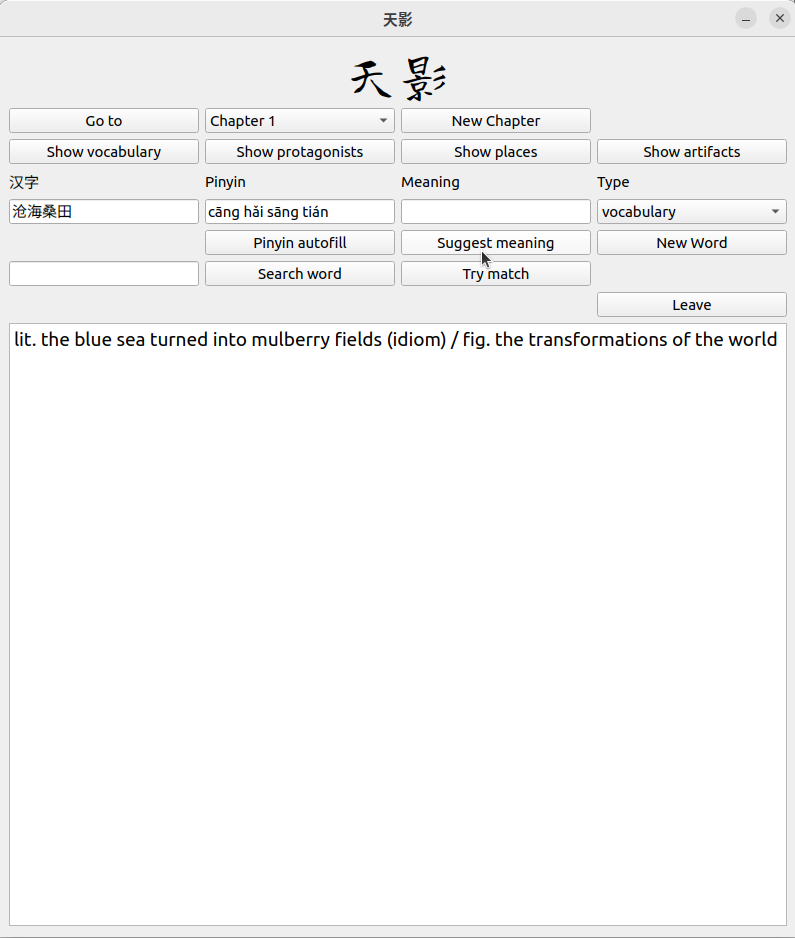 天影
天影
Go to
Chapter 1
New Chapter
Show vocabulary
Show protagonists
Show places
Show artifacts
汉字
Pinyin
Meaning
Type
沧海桑田
cāng hǎi sāng tián
vocabulary
Pinyin autofill
Suggest meaning
New Word
Search word
Try match
Leave
lit. the blue sea turned into mulberry fields (idiom) / fig. the transformations of the world